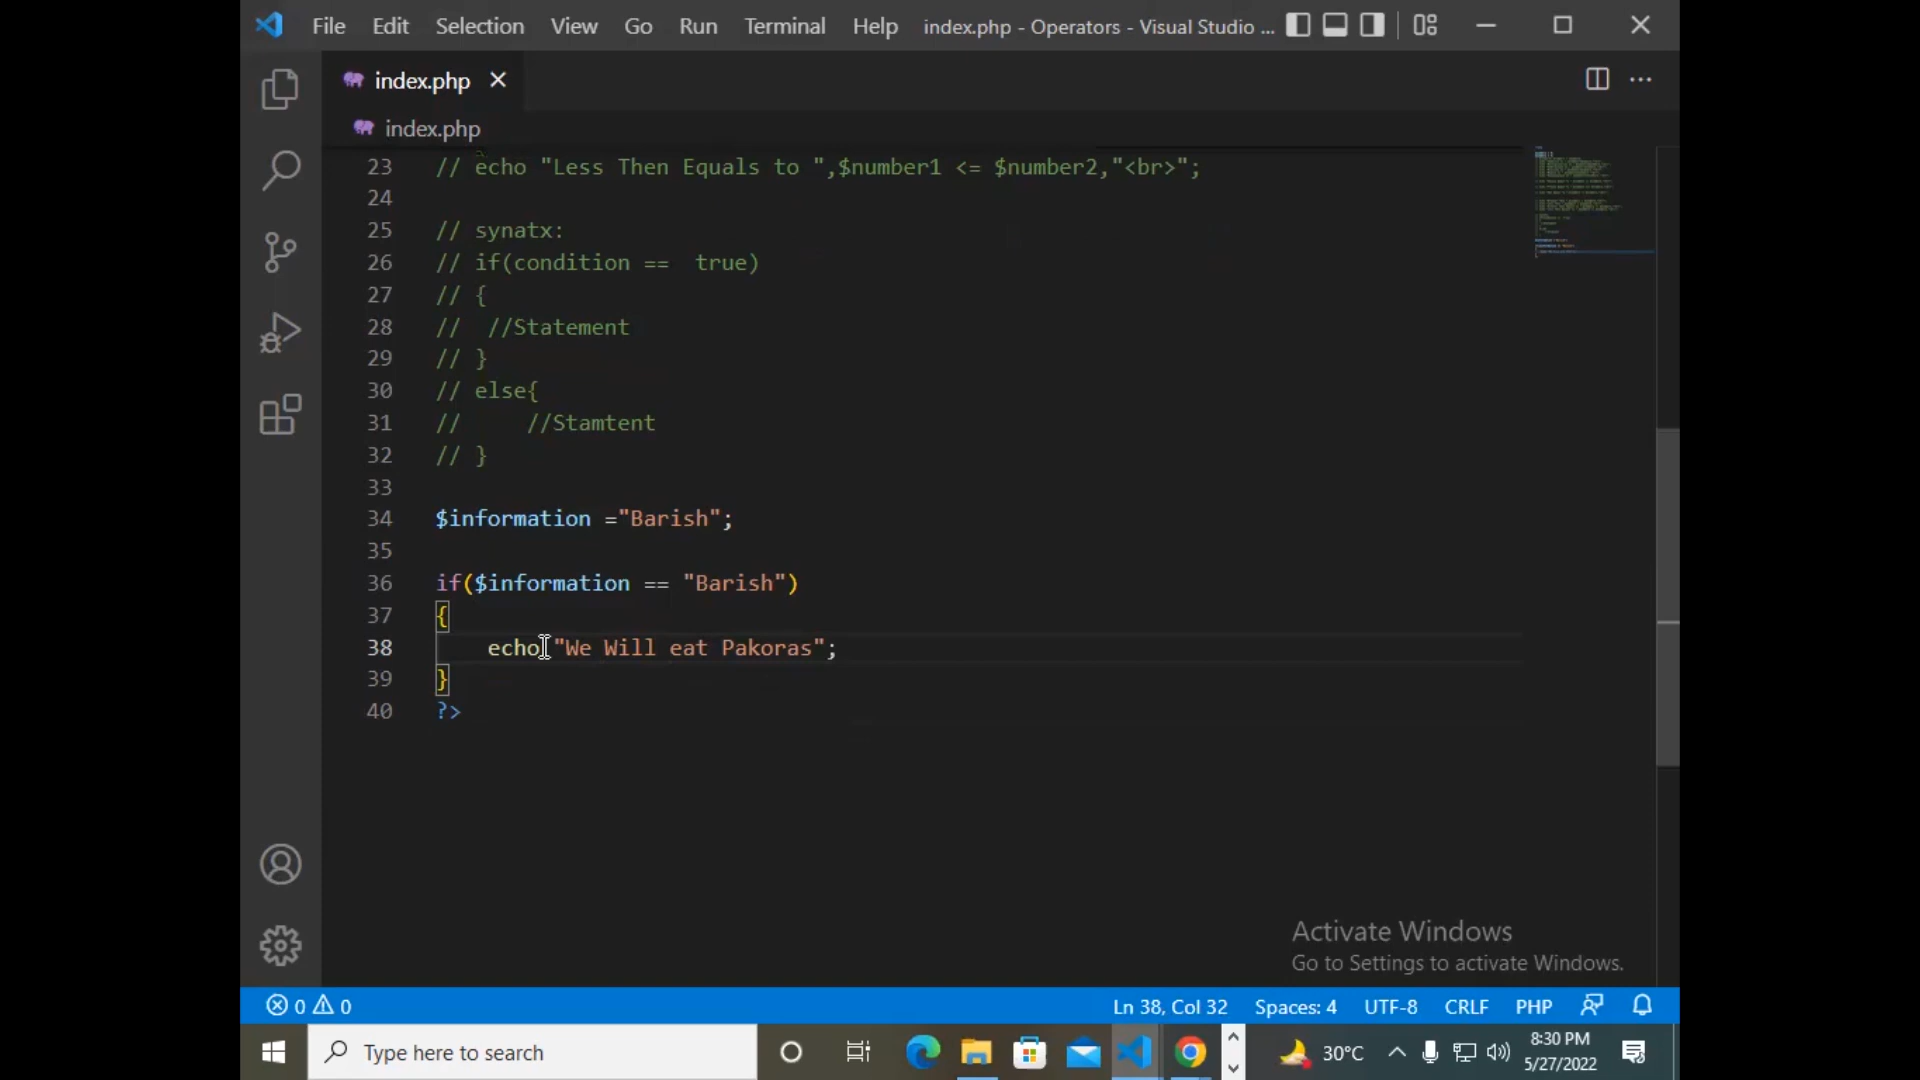 File Edit Selection View Go Run Terminal Help index.php - Operators - Visual Studio ...
index.php
index.php
23 // echo "Less Then Equals to ",$number1 <= $number2,"<br>";
24
25 // synatx:
26 // if(condition ==  true)
27 // {
28 //  //Statement
29 // }
30 // else{
31 //     //Stamtent
32 // }
33
34 $information ="Barish";
35
36 if($information == "Barish")
37 {
38     echo "We Will eat Pakoras";
39 }
40 ?>
Activate Windows
Go to Settings to activate Windows.
0 0 Ln 38, Col 32 Spaces: 4 UTF-8 CRLF PHP
Type here to search 30°C 8:30 PM
5/27/2022